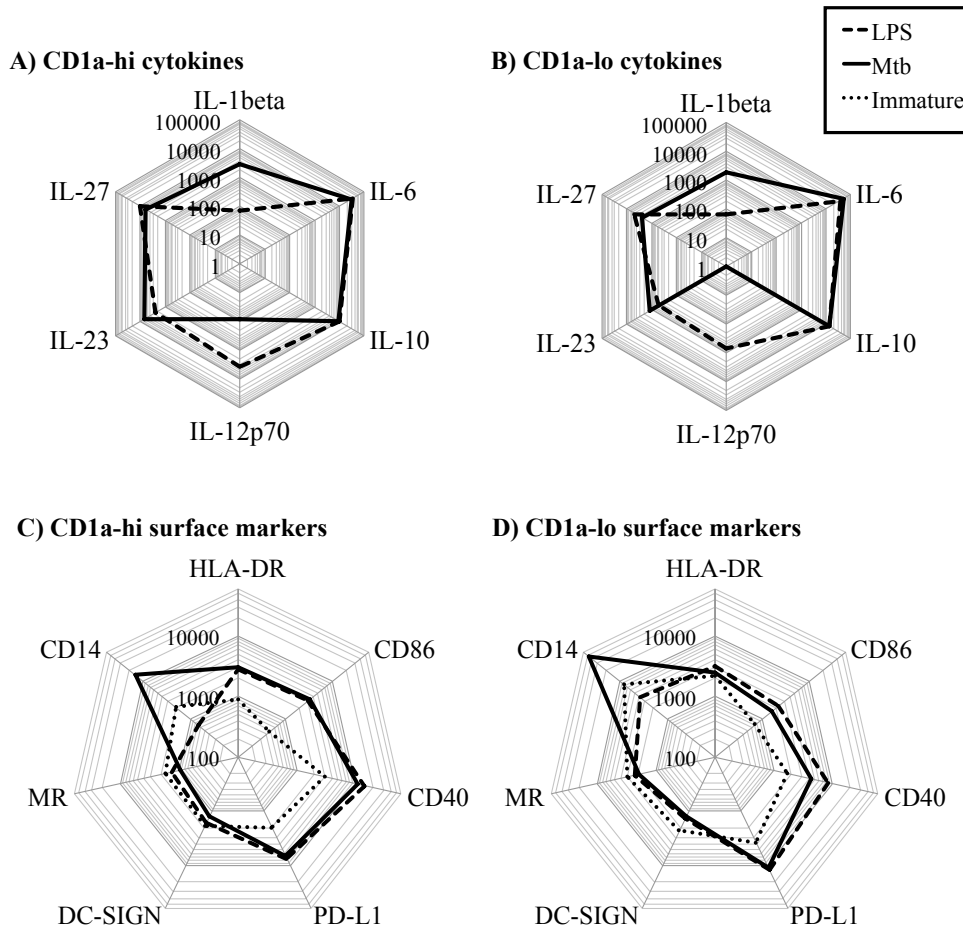 LPS
Mtb
Immature
A) CD1a-hi cytokines
IL-1beta
100000
10000
1000
100
10
1
IL-6
IL-10
IL-12p70
IL-23
IL-27
B) CD1a-lo cytokines
IL-1beta
100000
10000
1000
100
10
1
IL-6
IL-10
IL-12p70
IL-23
IL-27
C) CD1a-hi surface markers
HLA-DR
10000
1000
100
CD86
CD40
PD-L1
DC-SIGN
MR
CD14
D) CD1a-lo surface markers
HLA-DR
10000
1000
100
CD86
CD40
PD-L1
DC-SIGN
MR
CD14